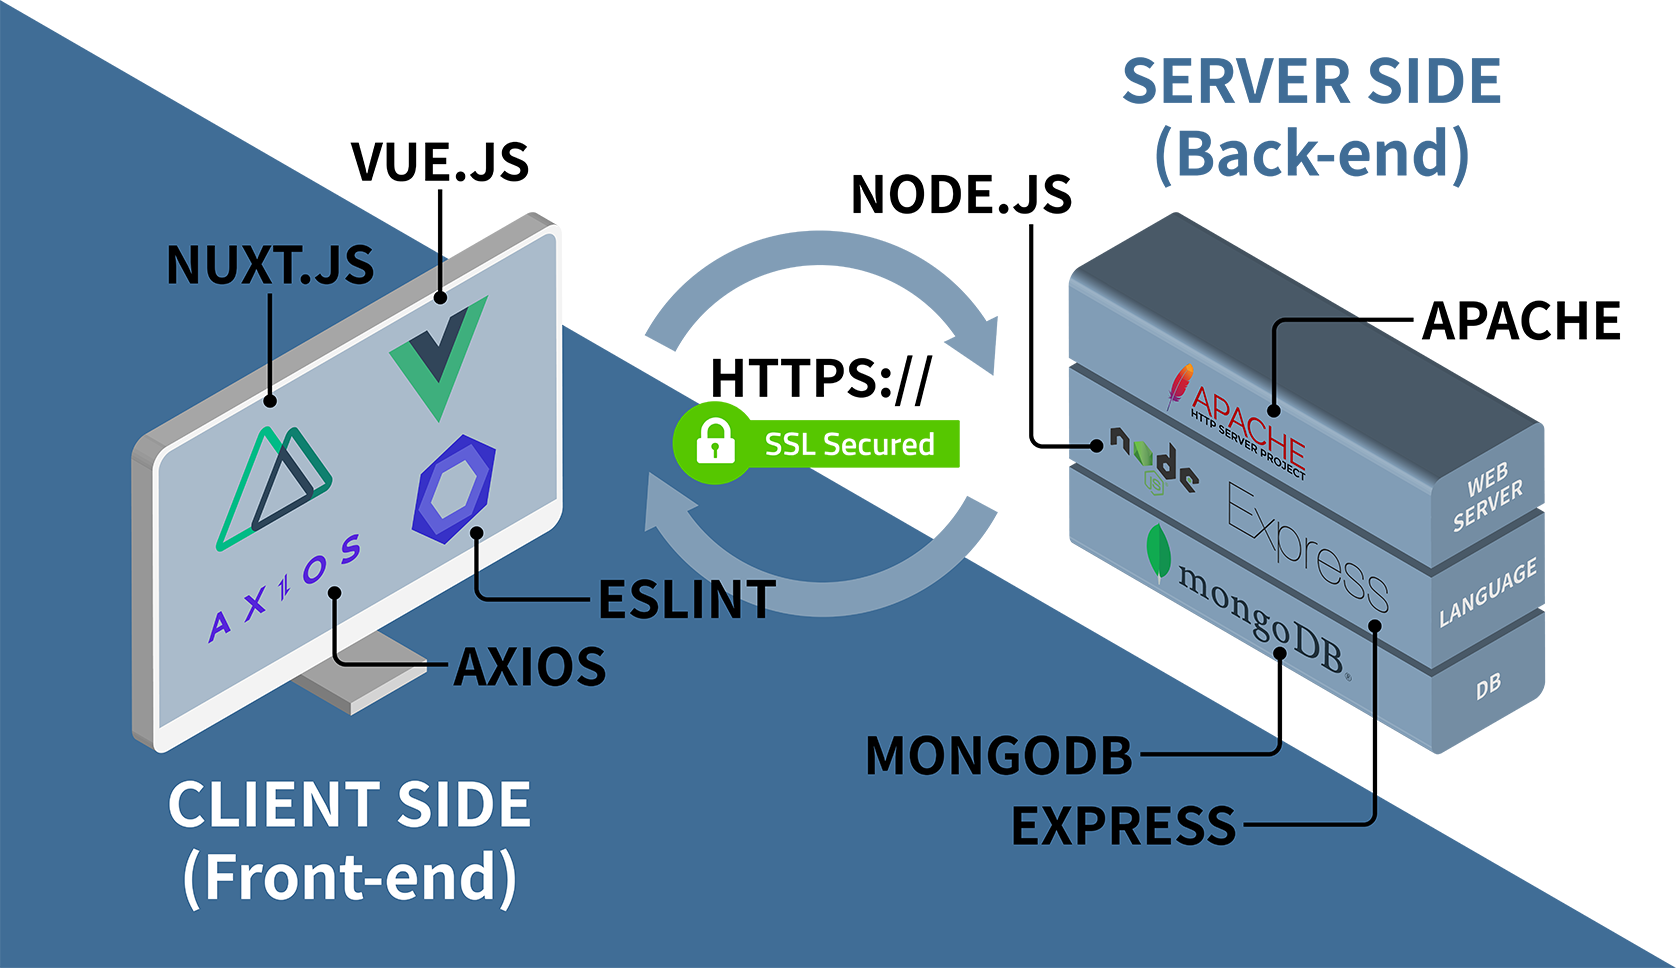 SERVER SIDE
(Back-end)
VUE.JS
NODE.JS
NUXT.JS
APACHE
HTTPS://
SSL Secured
APACHE
HTTP SERVER PROJECT
node
JS
Express
mongoDB®
WEB
SERVER
LANGUAGE
DB
AXIOS
ESLINT
AXIOS
MONGODB
EXPRESS
CLIENT SIDE
(Front-end)